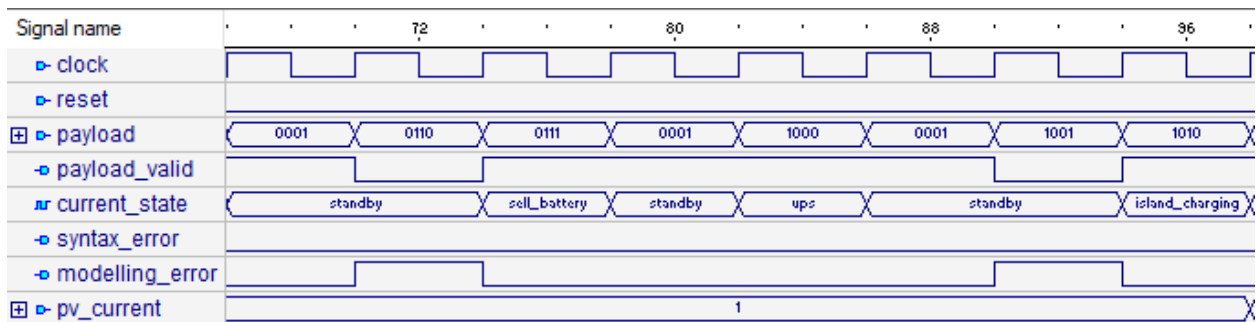 Signal name 72 80 88 96
clock
reset
payload 0001 0110 0111 0001 1000 0001 1001 1010
payload_valid
current_state standby sell_battery standby ups standby island_charging
syntax_error
modelling_error
pv_current 1